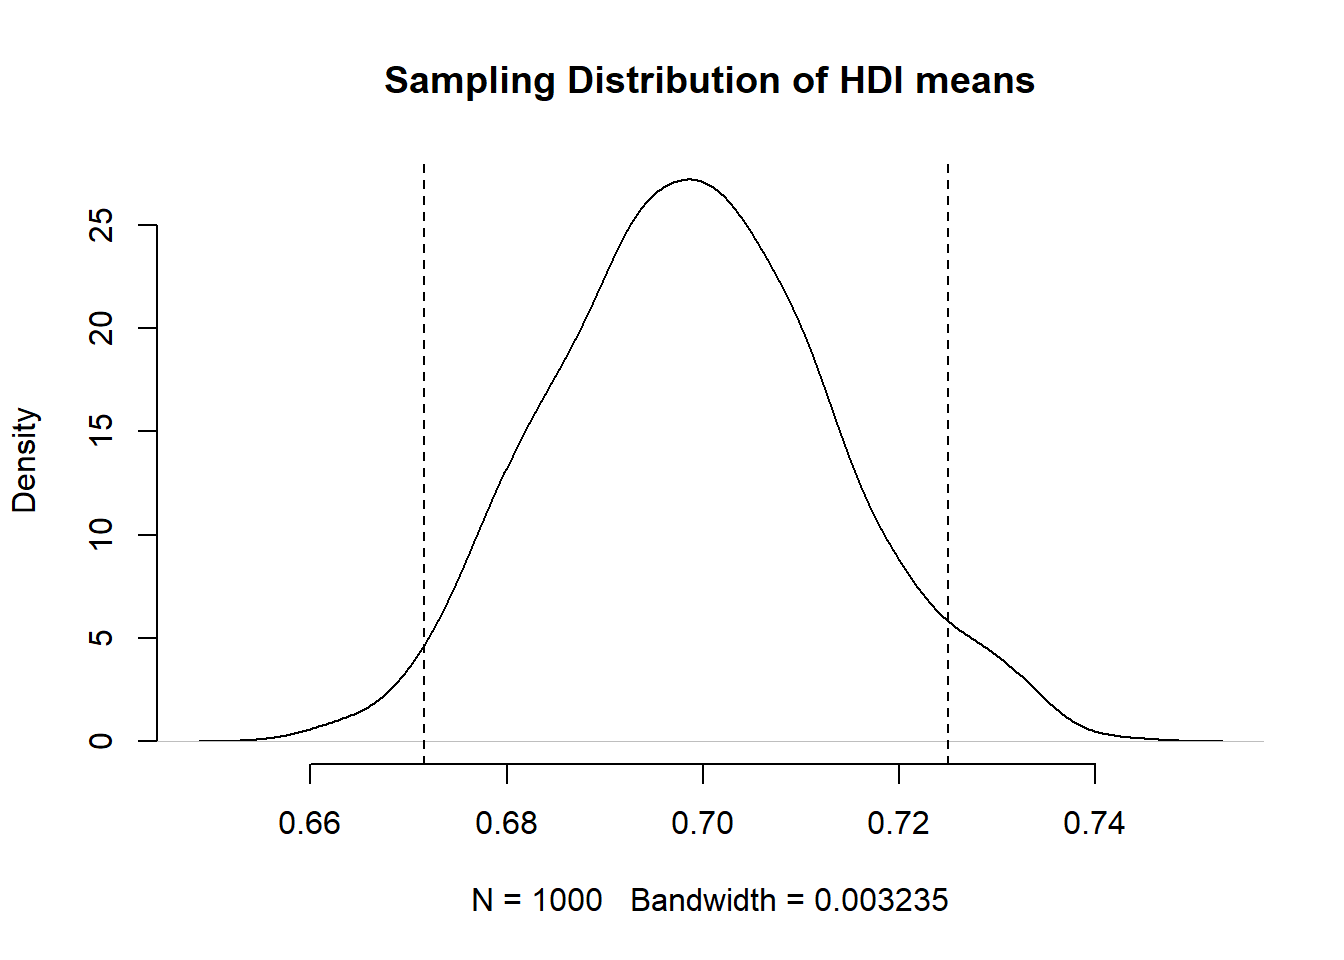 Sampling Distribution of HDI means
Density
25
20
15
10
5
0
0.66 0.68 0.70 0.72 0.74
N = 1000 Bandwidth = 0.003235